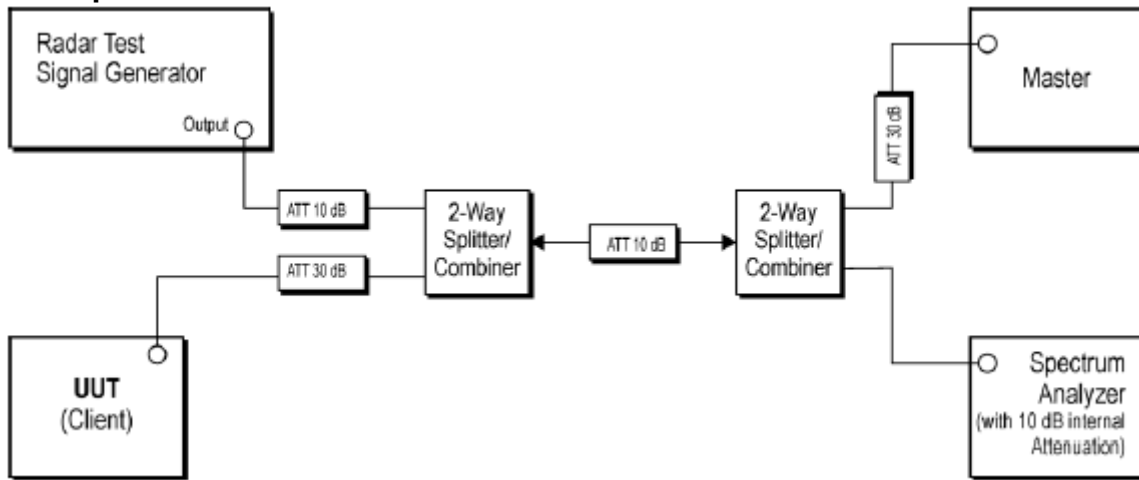 Radar Test
Signal Generator
Output
ATT 10 dB
ATT 30 dB
2-Way
Splitter/
Combiner
ATT 10 dB
2-Way
Splitter/
Combiner
ATT 30 dB
Master
UUT
(Client)
Spectrum
Analyzer
(with 10 dB internal
Attenuation)